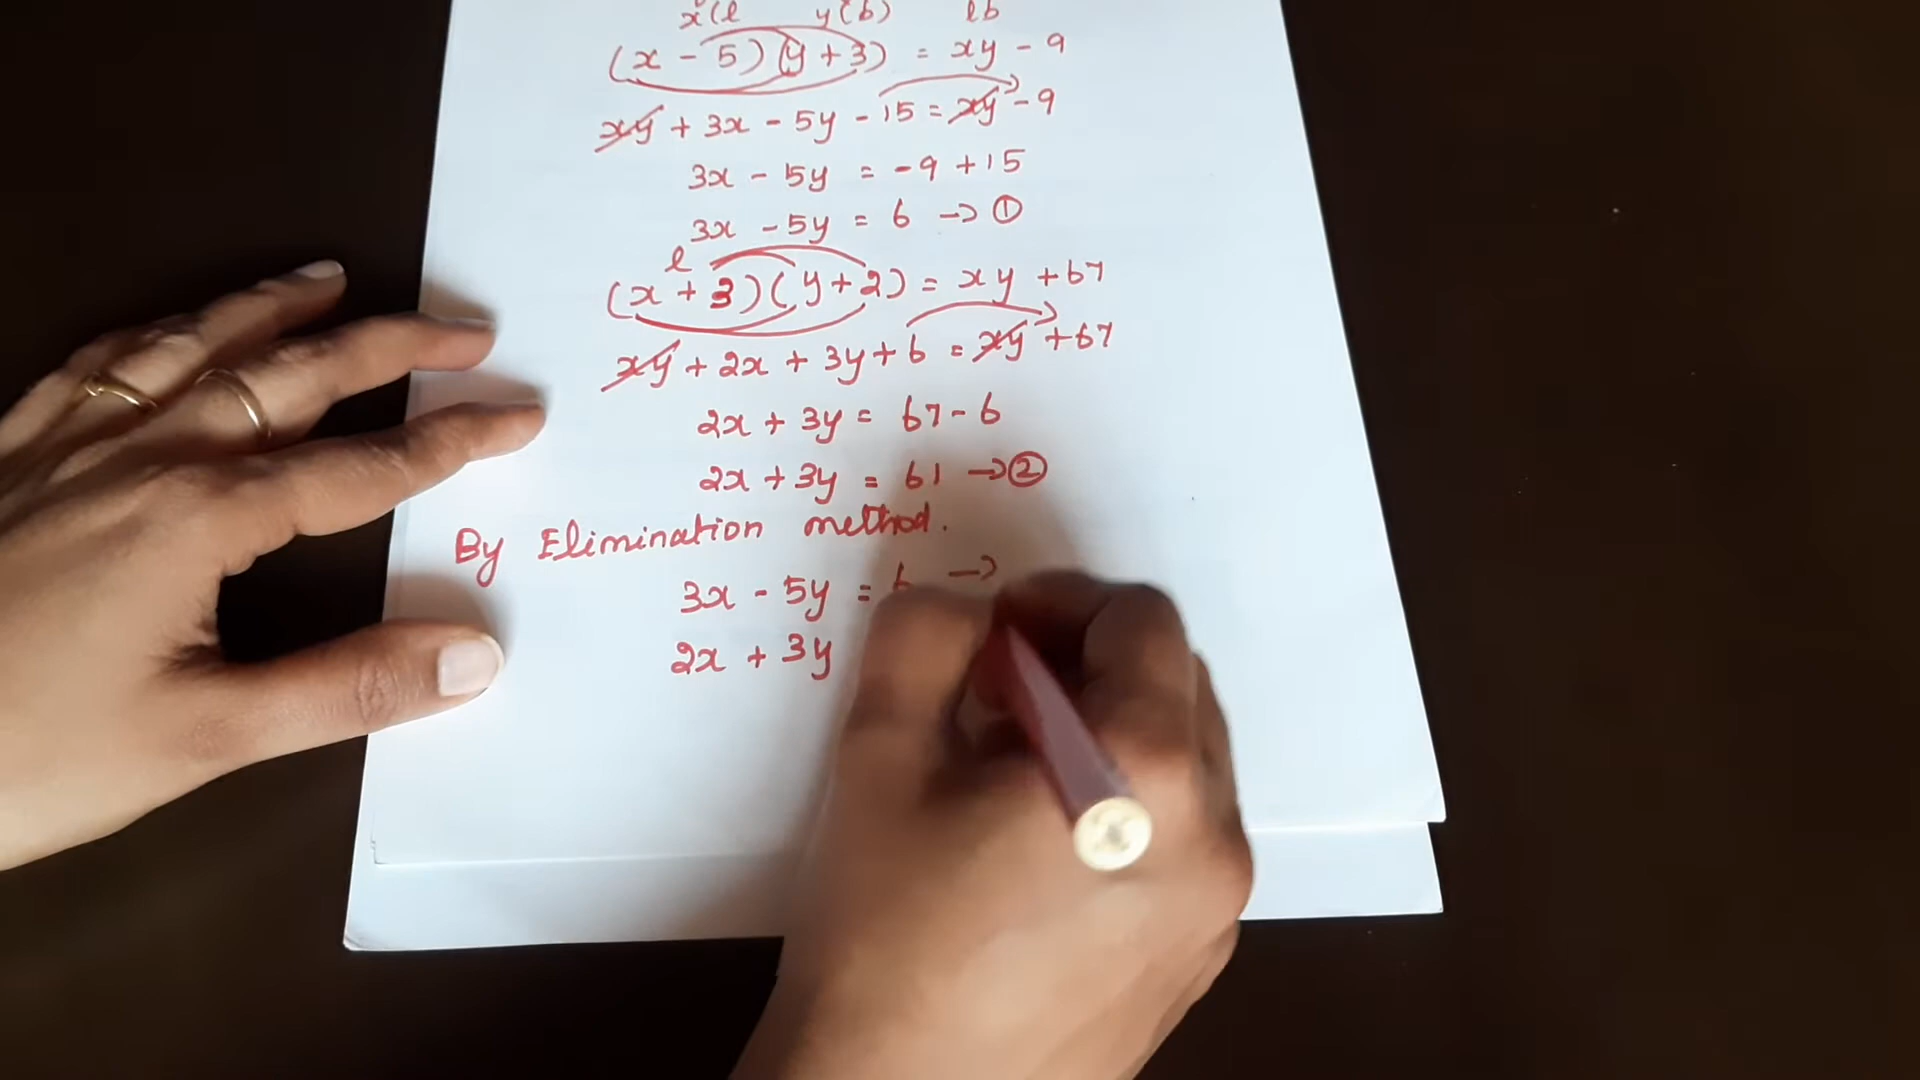 x(l y(b) lb
(x - 5)(y + 3) = xy - 9
xy + 3x - 5y - 15 = xy - 9
3x - 5y = -9 + 15
3x - 5y = 6 → ①
l
(x + 3)(y + 2) = xy + 67
xy + 2x + 3y + 6 = xy + 67
2x + 3y = 67 - 6
2x + 3y = 61 → ②
By Elimination method.
3x - 5y = 6 →
2x + 3y